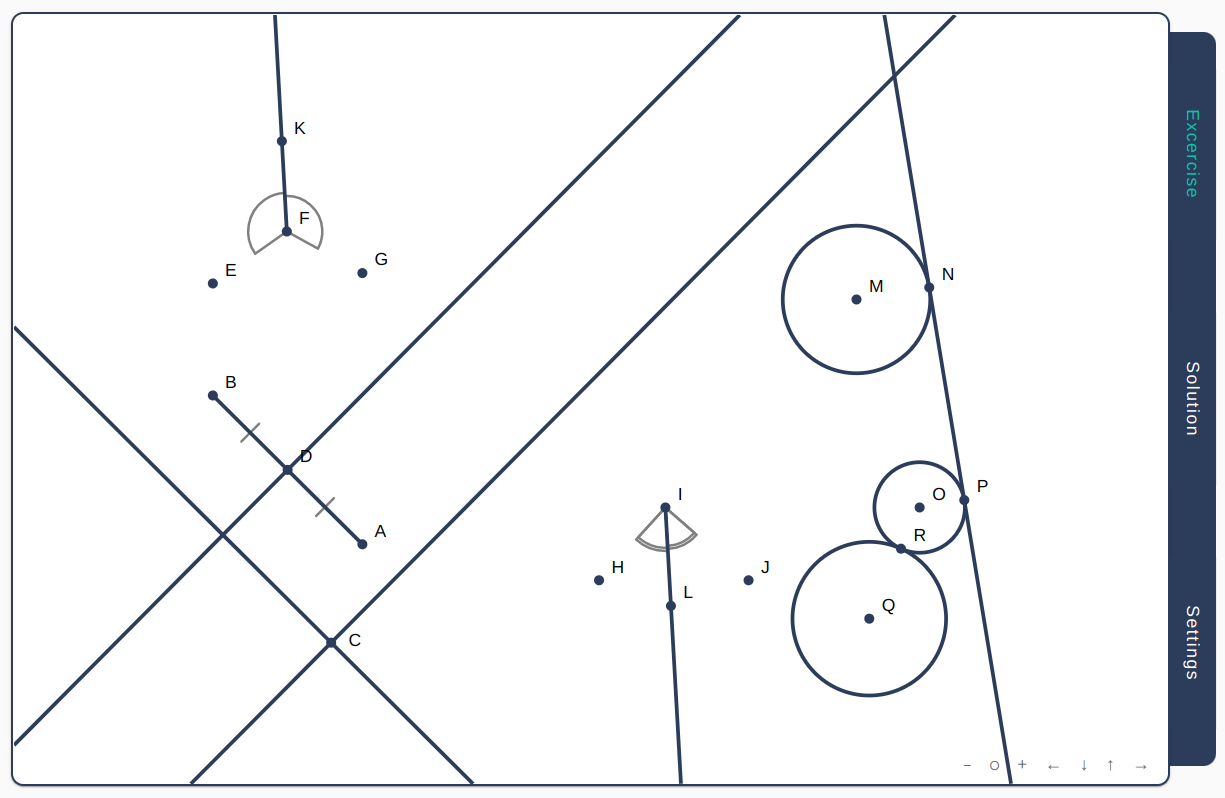 K
F
E
G
B
D
A
C
I
H
J
L
M
N
O
P
R
Q
Excercise
Solution
Settings
- o + ← ↓ ↑ →